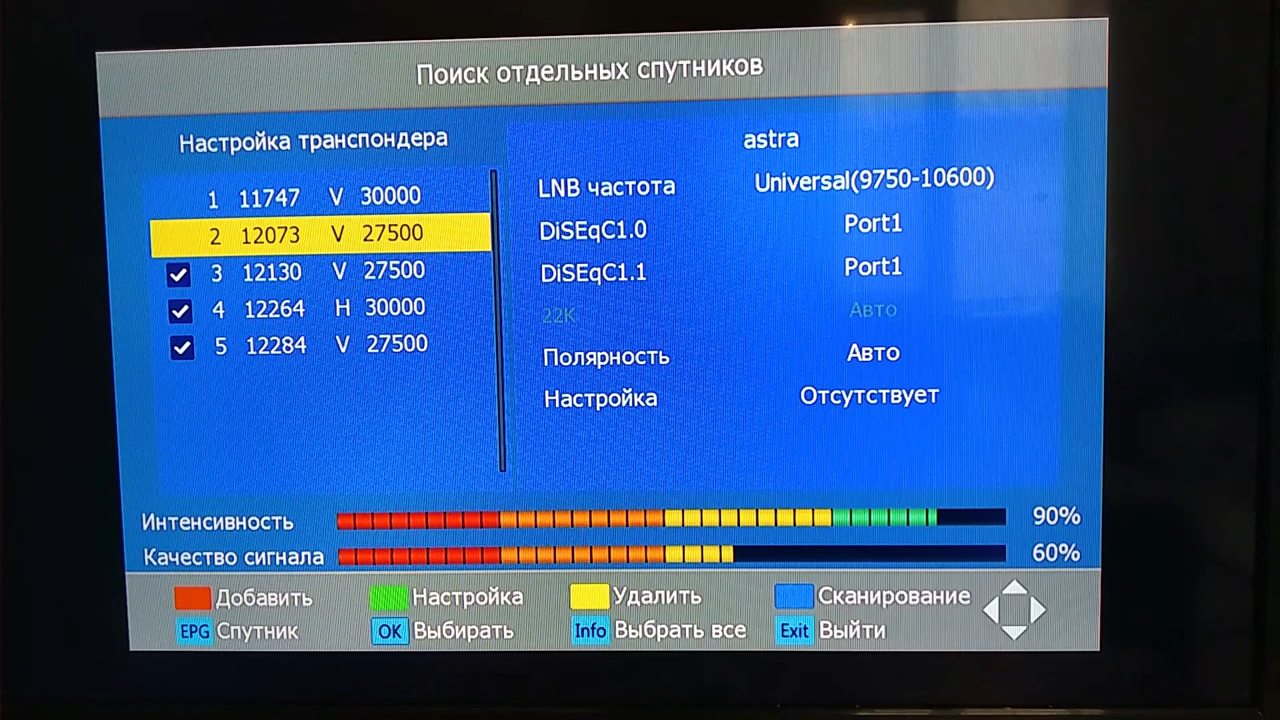 Поиск отдельных спутников
Настройка транспондера
1 11747 V 30000
2 12073 V 27500
3 12130 V 27500
4 12264 H 30000
5 12284 V 27500
astra
LNB частота Universal(9750-10600)
DiSEqC1.0 Port1
DiSEqC1.1 Port1
22K Авто
Полярность Авто
Настройка Отсутствует
Интенсивность 90%
Качество сигнала 60%
Добавить Настройка Удалить Сканирование
EPG Спутник OK Выбирать Info Выбрать все Exit Выйти